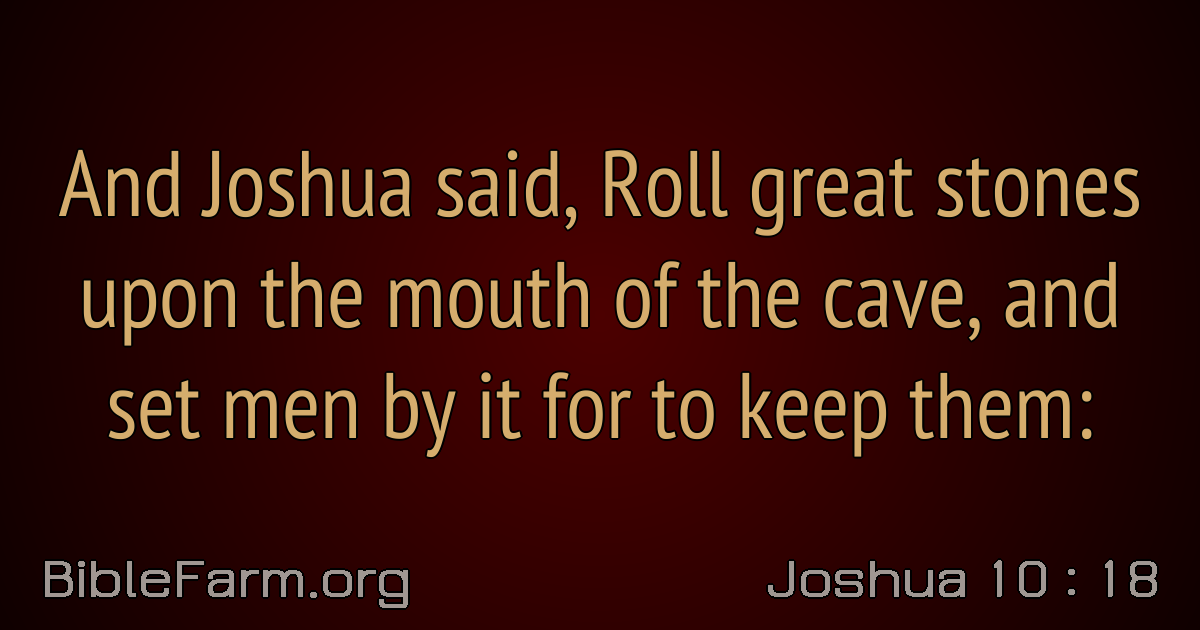 And Joshua said, Roll great stones
upon the mouth of the cave, and
set men by it for to keep them:
BibleFarm.org
Joshua 10 : 18